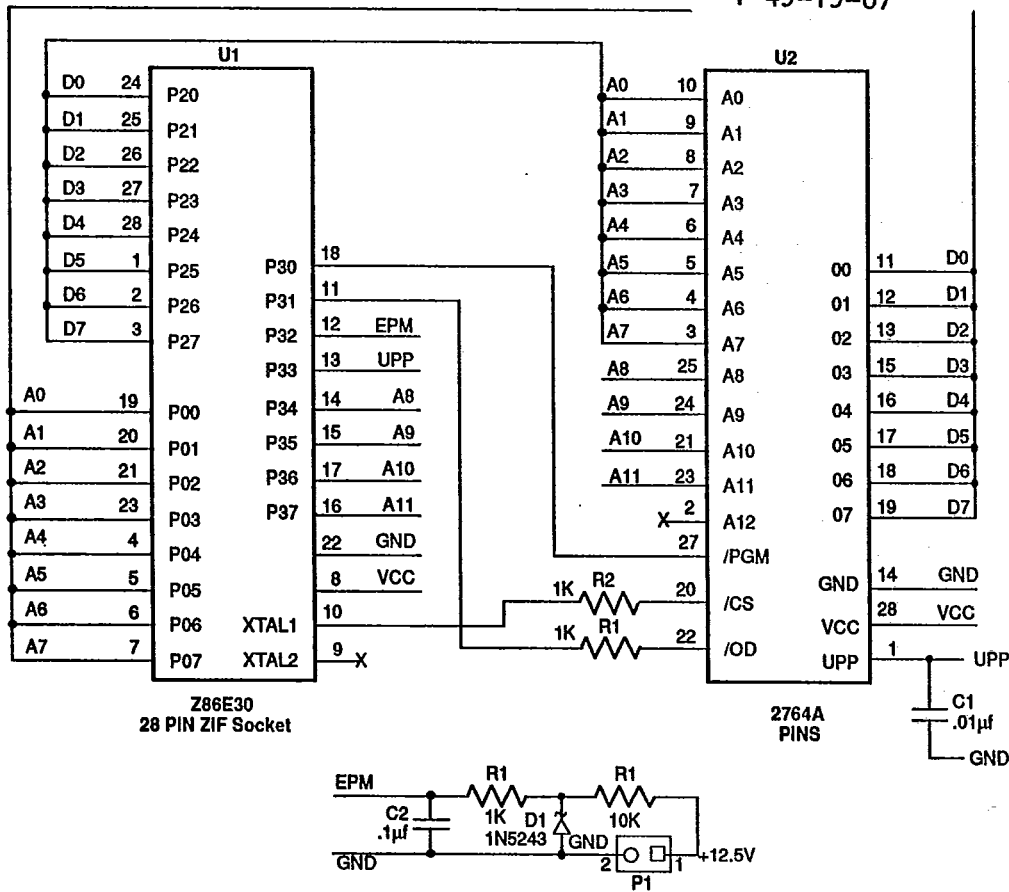 U1
D0 24 P20
D1 25 P21
D2 26 P22
D3 27 P23
D4 28 P24
D5 1 P25
D6 2 P26
D7 3 P27
A0 19 P00
A1 20 P01
A2 21 P02
A3 23 P03
A4 4 P04
A5 5 P05
A6 6 P06
A7 7 P07
P30 18
P31 11
P32 12 EPM
P33 13 UPP
P34 14 A8
P35 15 A9
P36 17 A10
P37 16 A11
22 GND
8 VCC
XTAL1 10
XTAL2 9 X
Z86E30
28 PIN ZIF Socket
R2
1K
R1
1K
U2
A0 10 A0
A1 9 A1
A2 8 A2
A3 7 A3
A4 6 A4
A5 5 A5
A6 4 A6
A7 3 A7
A8 25 A8
A9 24 A9
A10 21 A10
A11 23 A11
X 2 A12
27 /PGM
20 /CS
22 /OD
00 11 D0
01 12 D1
02 13 D2
03 15 D3
04 16 D4
05 17 D5
06 18 D6
07 19 D7
GND 14 GND
VCC 28 VCC
UPP 1 UPP
2764A
PINS
C1
.01µf
GND
EPM
C2
.1µf
GND
R1
1K
D1
1N5243
GND
R1
10K
2 1
+12.5V
P1